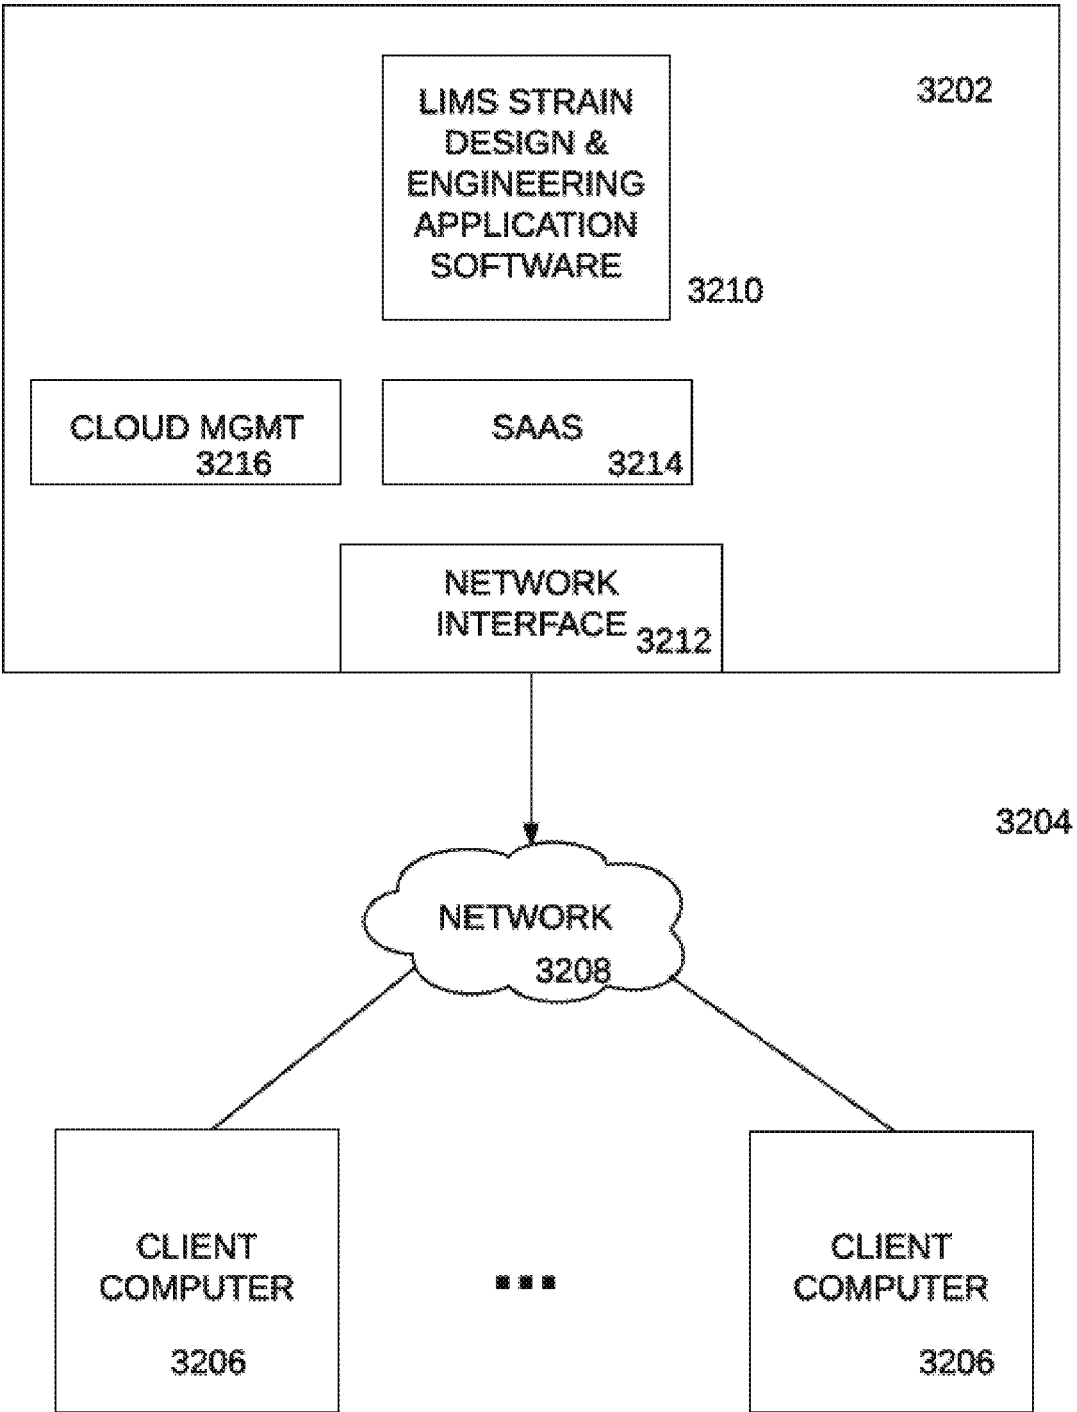 3202
LIMS STRAIN
DESIGN &
ENGINEERING
APPLICATION
SOFTWARE
3210
CLOUD MGMT
3216
SAAS
3214
NETWORK
INTERFACE
3212
3204
NETWORK
3208
CLIENT
COMPUTER
3206
CLIENT
COMPUTER
3206